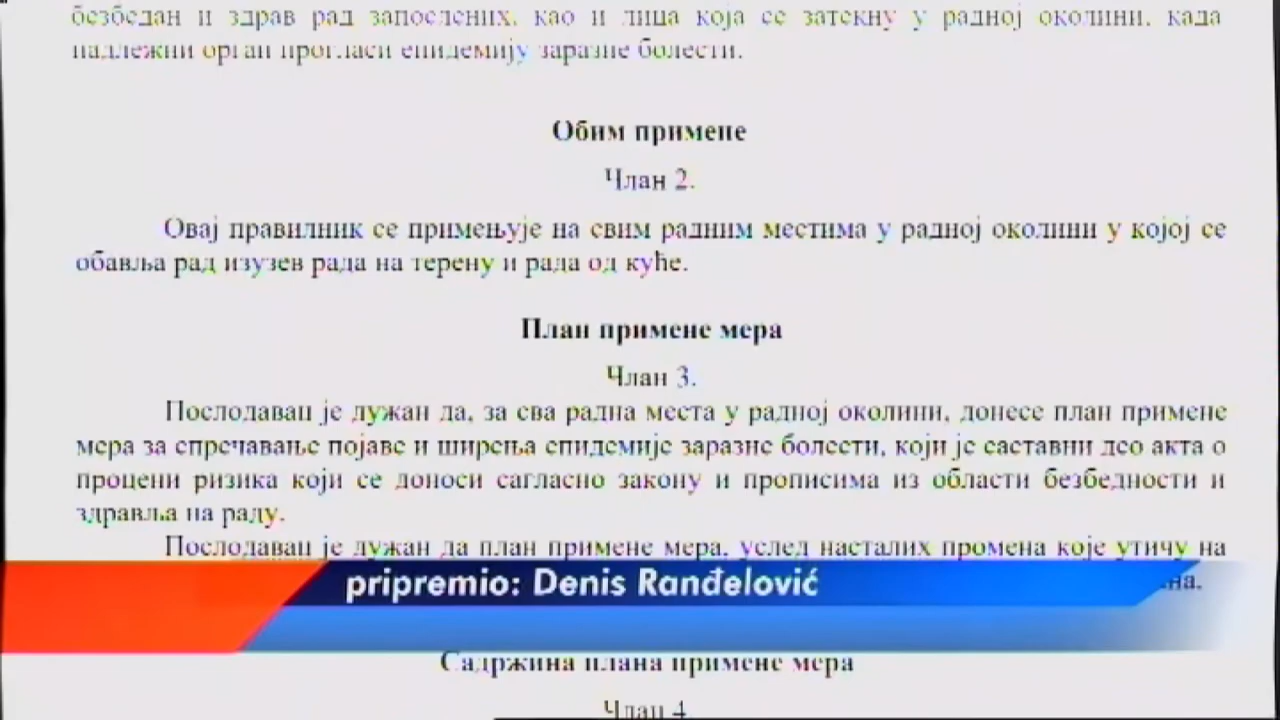 безбедан и здрав рад запослених, као и лица која се затекну у радној околини, када
надлежни орган прогласи епидемију заразне болести.
Обим примене
Члан 2.
Овај правилник се примењује на свим радним местима у радној околини у којој се
обавља рад изузев рада на терену и рада од куће.
План примене мера
Члан 3.
Послодавац је дужан да, за сва радна места у радној околини, донесе план примене
мера за спречавање појаве и ширења епидемије заразне болести, који је саставни део акта о
процени ризика који се доноси сагласно закону и прописима из области безбедности и
здравља на раду.
Послодавац је дужан да план примене мера, услед насталих промена које утичу на
pripremio: Denis Ranđelović
Садржина плана примене мера
Члан 4.